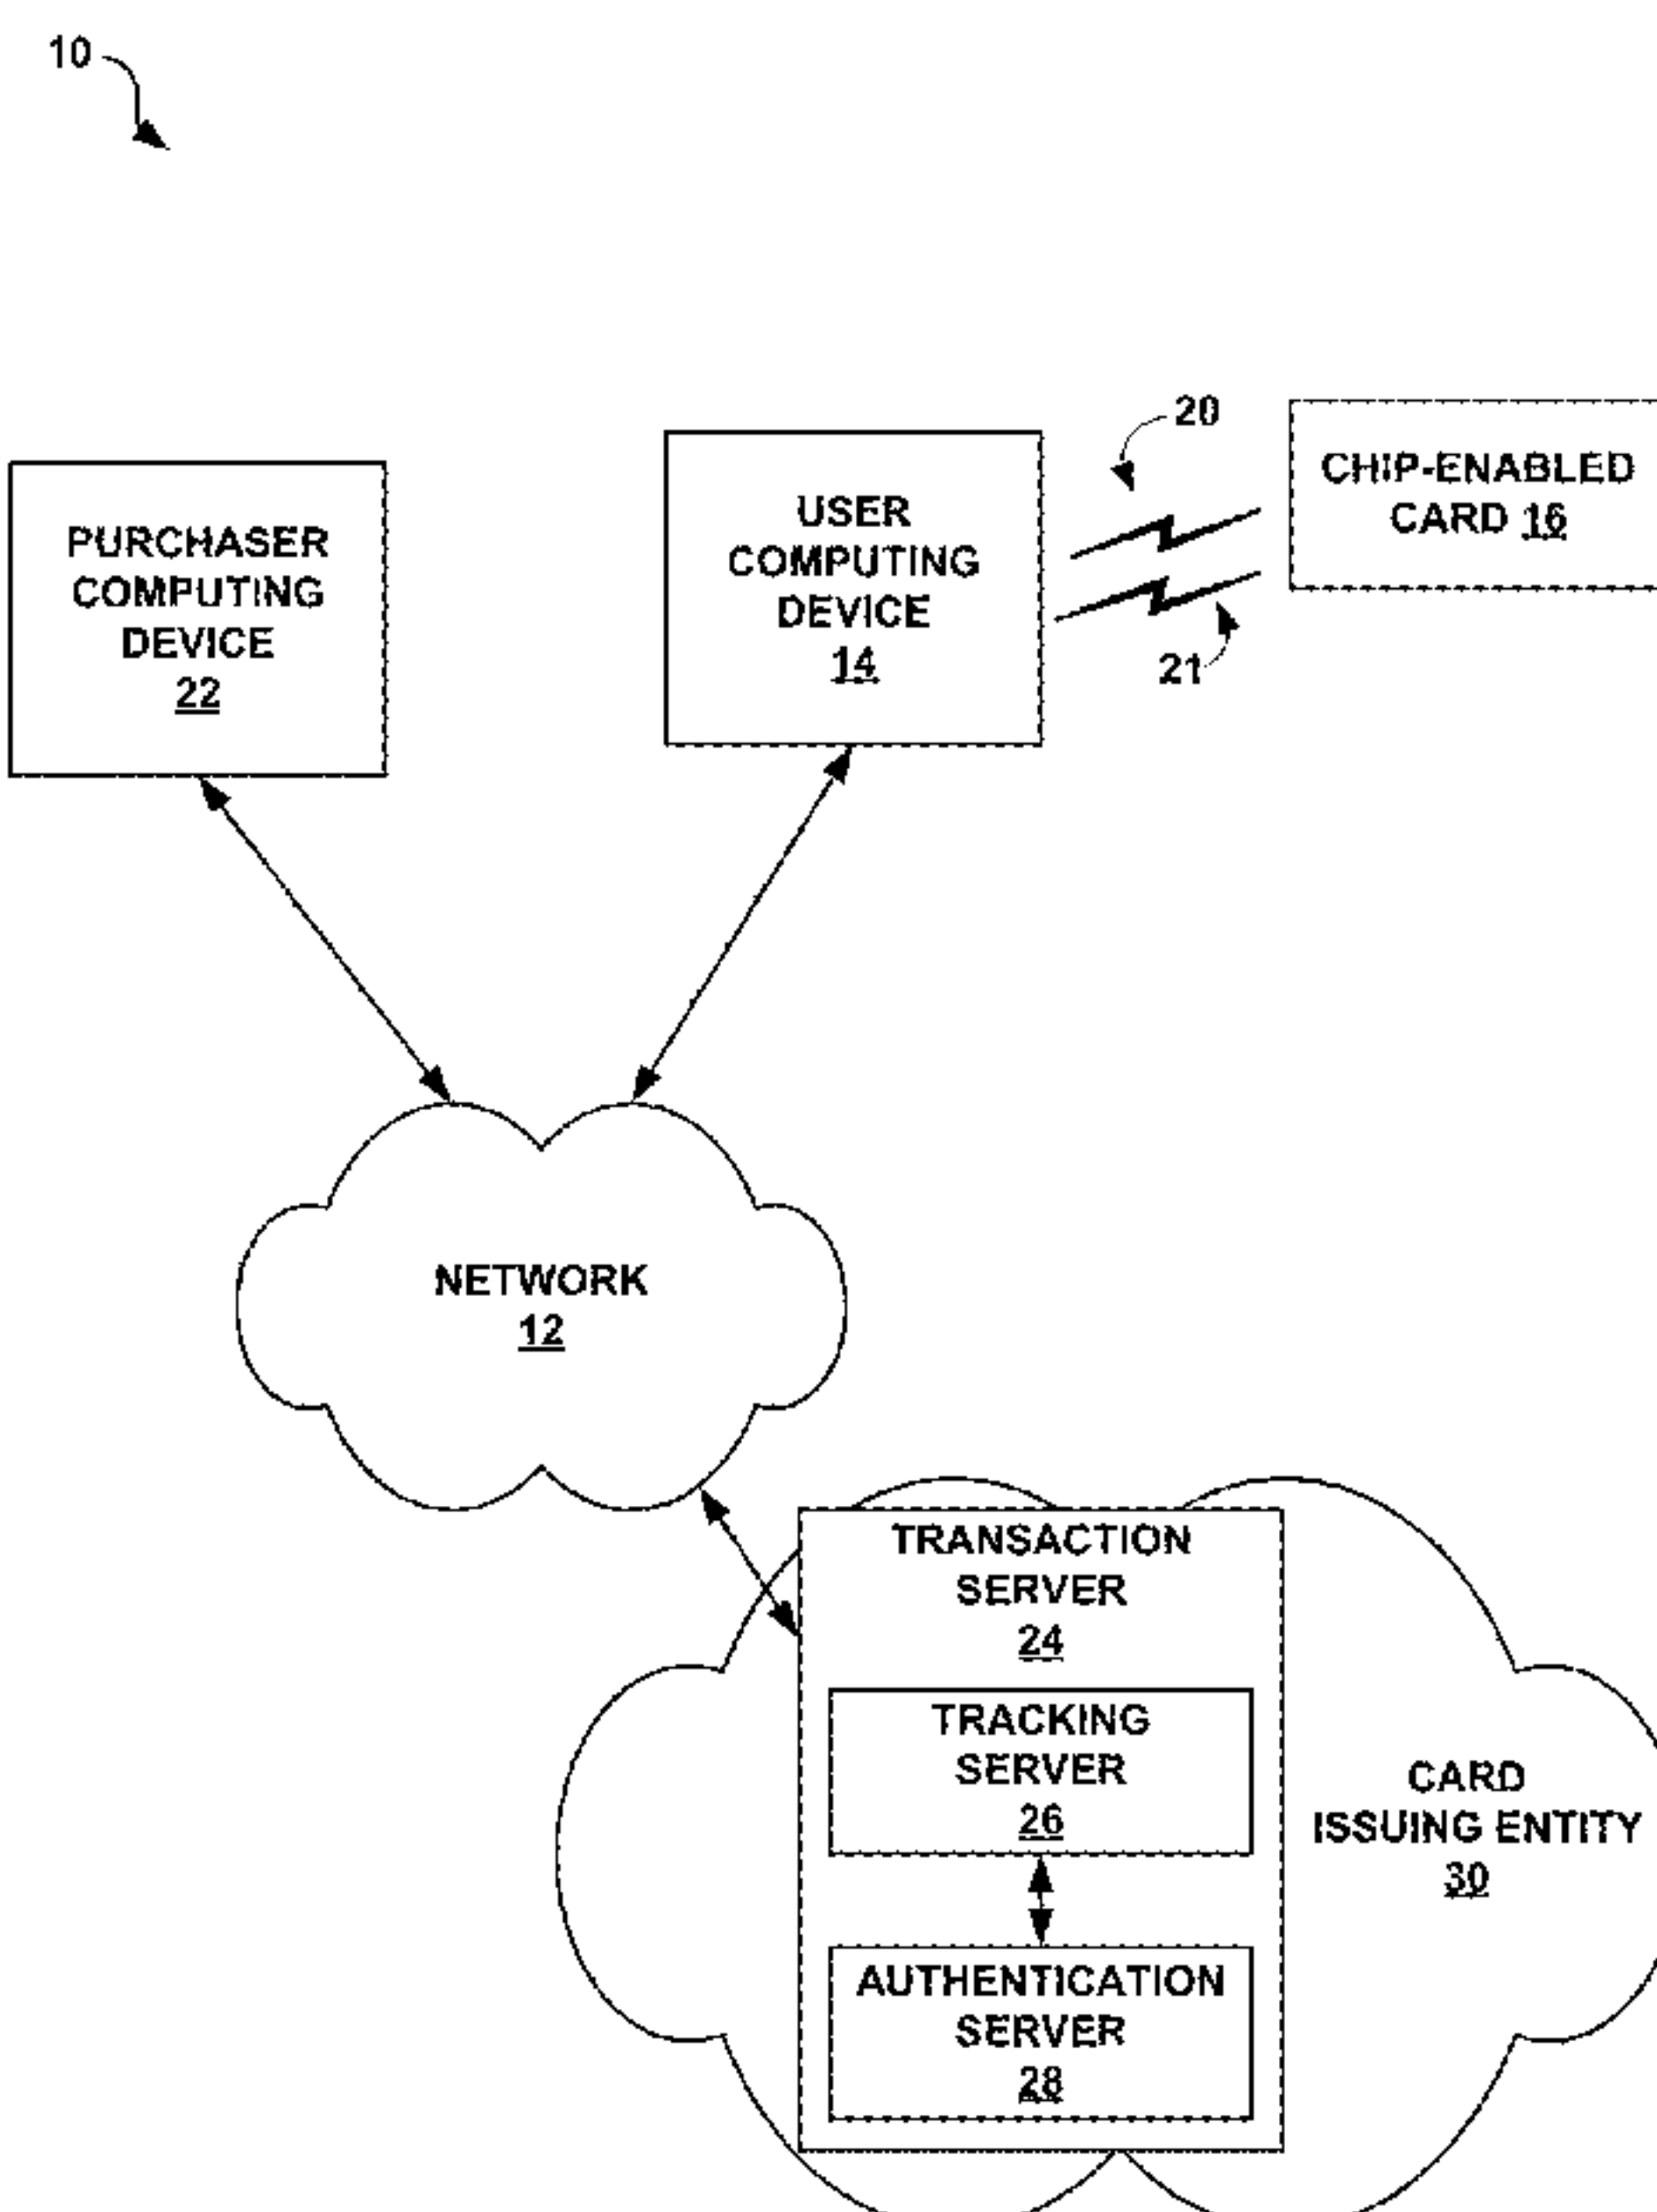 10
20
CHIP-ENABLED
CARD 16
USER
COMPUTING
DEVICE
14
21
PURCHASER
COMPUTING
DEVICE
22
NETWORK
12
TRANSACTION
SERVER
24
TRACKING
SERVER
26
AUTHENTICATION
SERVER
28
CARD
ISSUING ENTITY
30